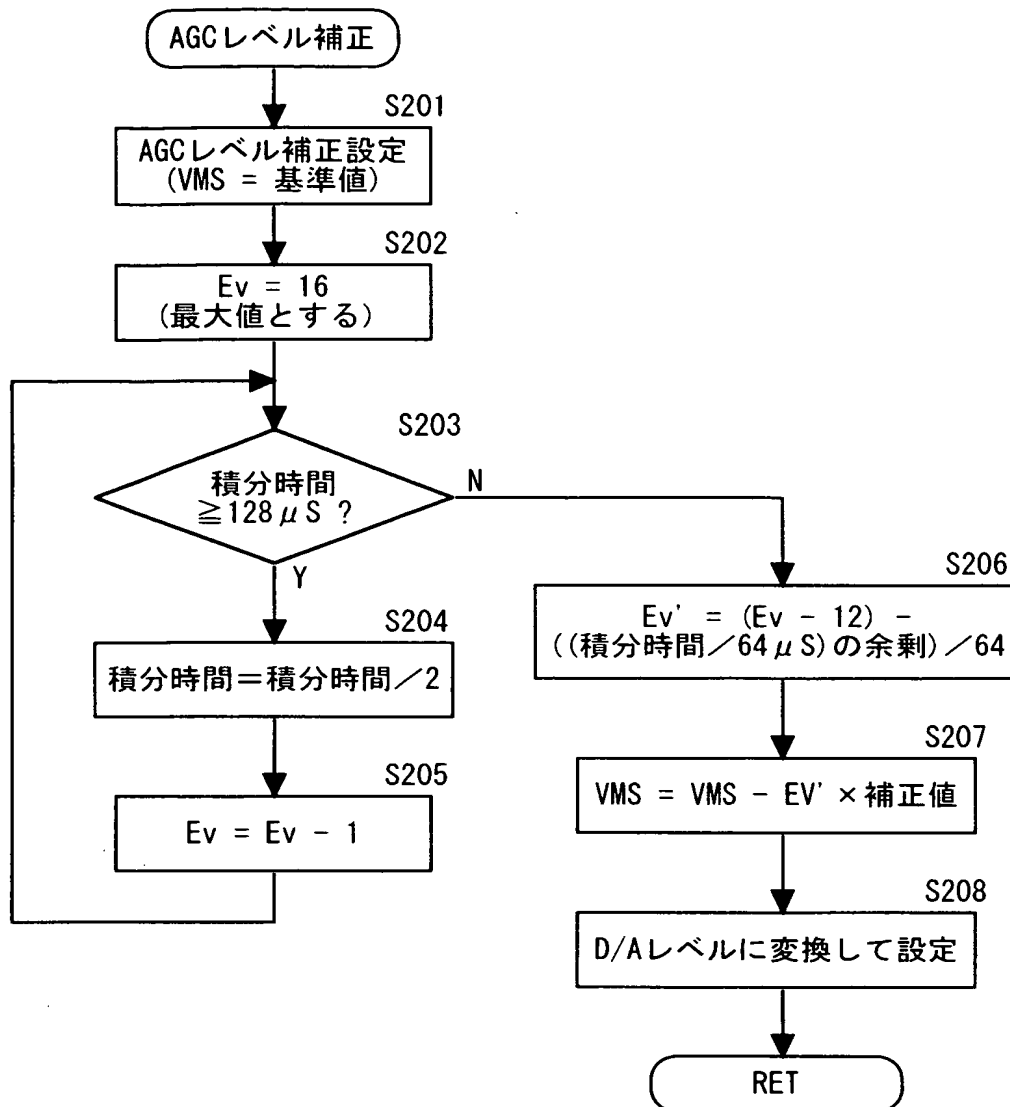 AGCレベル補正
S201
AGCレベル補正設定
(VMS = 基準値)
S202
Ev = 16
(最大値とする)
S203
積分時間
≧128μS ?
N
Y
S204
積分時間=積分時間/2
S205
Ev = Ev - 1
S206
Ev' = (Ev - 12) -
((積分時間/64μS)の余剰)/64
S207
VMS = VMS - EV' ×補正値
S208
D/Aレベルに変換して設定
RET